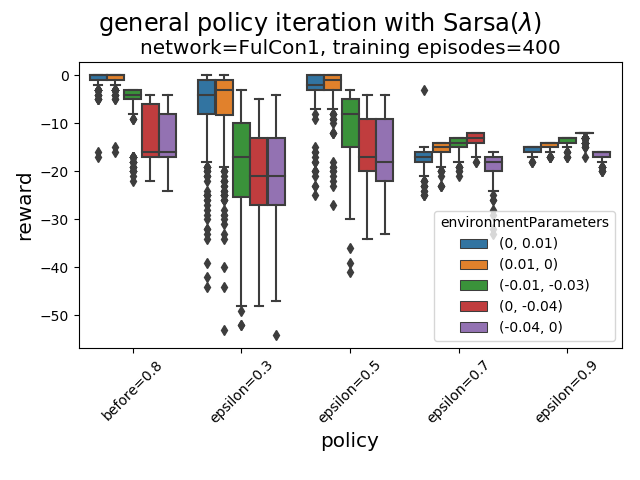 general policy iteration with Sarsa(λ)
network=FulCon1, training episodes=400
reward
0
−10
−20
−30
−40
−50
environmentParameters
(0, 0.01)
(0.01, 0)
(-0.01, -0.03)
(0, -0.04)
(-0.04, 0)
before=0.8
epsilon=0.3
epsilon=0.5
epsilon=0.7
epsilon=0.9
policy